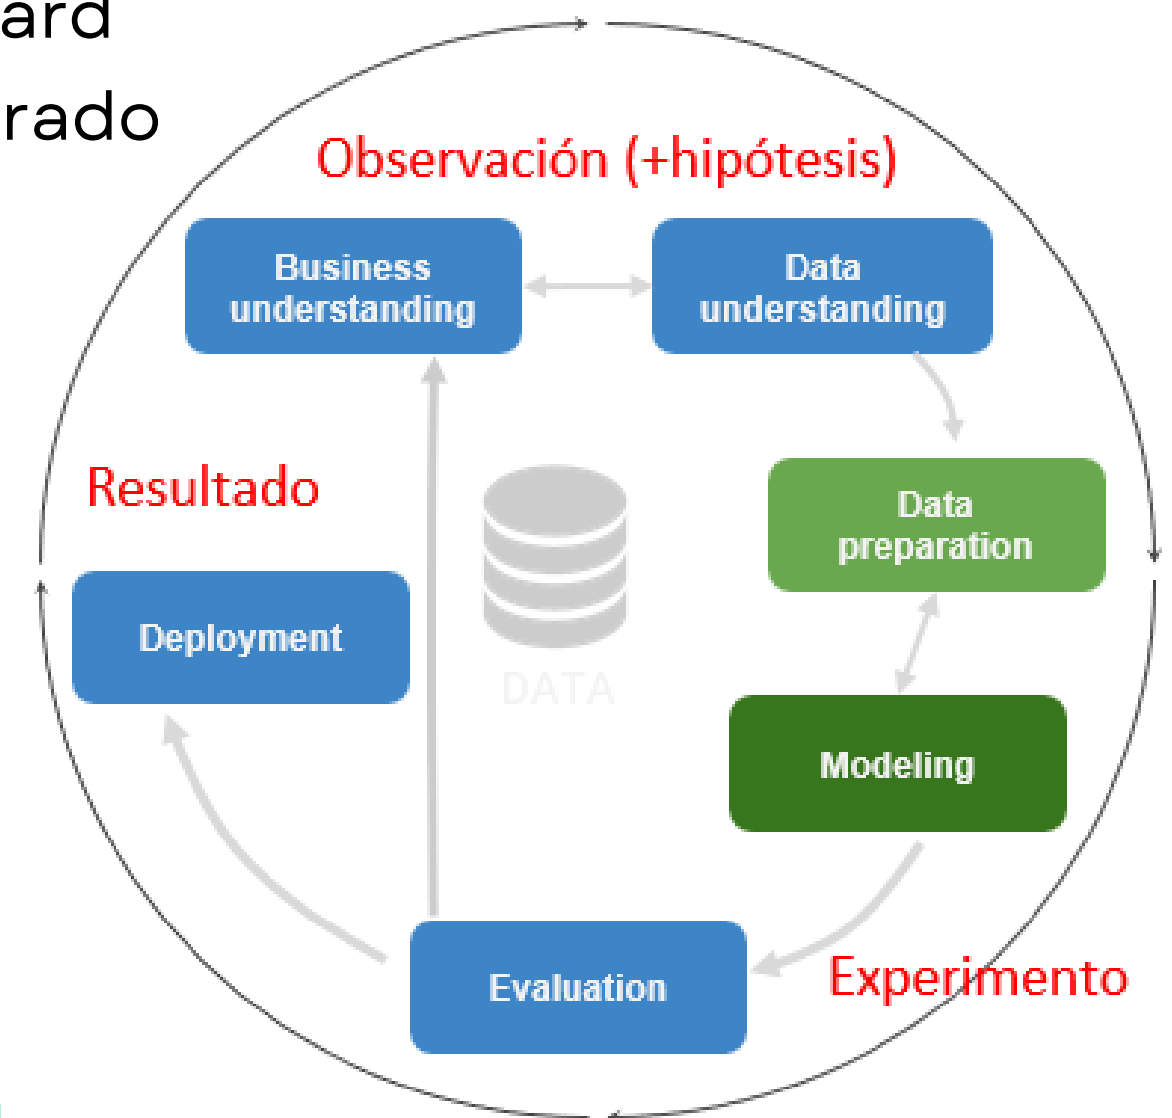 ard
rado
Observación (+hipótesis)
Business
understanding
Data
understanding
Resultado
Data
preparation
Deployment
DATA
Modeling
Evaluation
Experimento